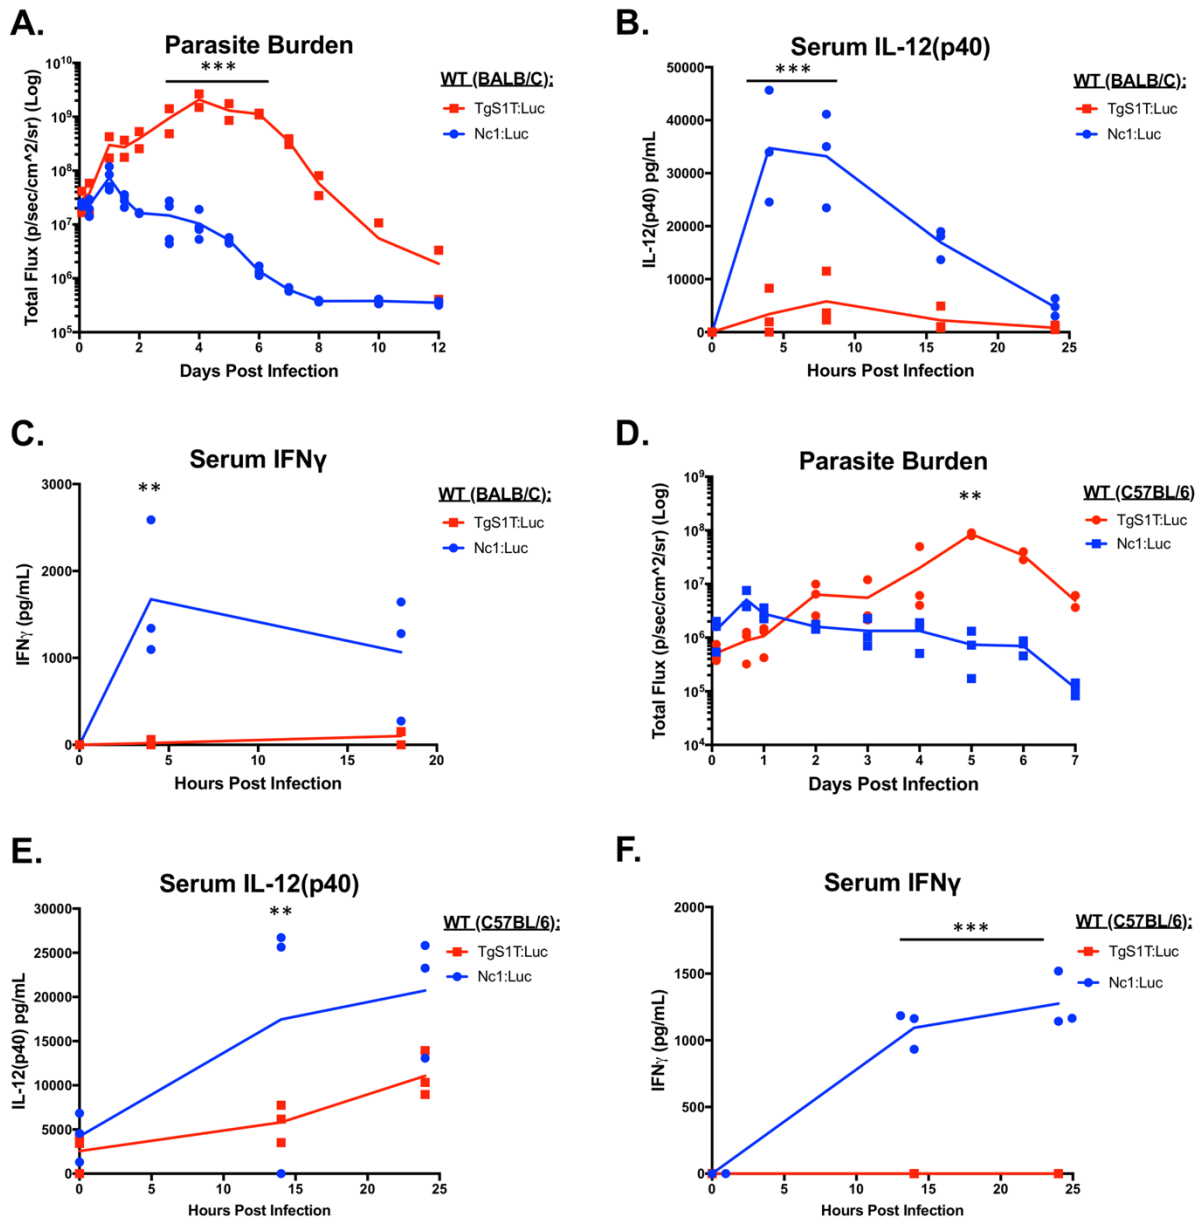 A.
Parasite Burden
***
WT (BALB/C):
TgS1T:Luc
Nc1:Luc
Total Flux (p/sec/cm^2/sr) (Log)
10^10
10^9
10^8
10^7
10^6
10^5
0 2 4 6 8 10 12
Days Post Infection
B.
Serum IL-12(p40)
***
WT (BALB/C):
TgS1T:Luc
Nc1:Luc
IL-12(p40) pg/mL
50000
40000
30000
20000
10000
0
0 5 10 15 20 25
Hours Post Infection
C.
Serum IFNγ
**
WT (BALB/C):
TgS1T:Luc
Nc1:Luc
IFNγ (pg/mL)
3000
2000
1000
0
0 5 10 15 20
Hours Post Infection
D.
Parasite Burden
**
WT (C57BL/6)
TgS1T:Luc
Nc1:Luc
Total Flux (p/sec/cm^2/sr) (Log)
10^9
10^8
10^7
10^6
10^5
10^4
0 1 2 3 4 5 6 7
Days Post Infection
E.
Serum IL-12(p40)
**
WT (C57BL/6):
TgS1T:Luc
Nc1:Luc
IL-12(p40) pg/mL
30000
25000
20000
15000
10000
5000
0
0 5 10 15 20 25
Hours Post Infection
F.
Serum IFNγ
***
WT (C57BL/6):
TgS1T:Luc
Nc1:Luc
IFNγ (pg/mL)
2000
1500
1000
500
0
0 5 10 15 20 25
Hours Post Infection